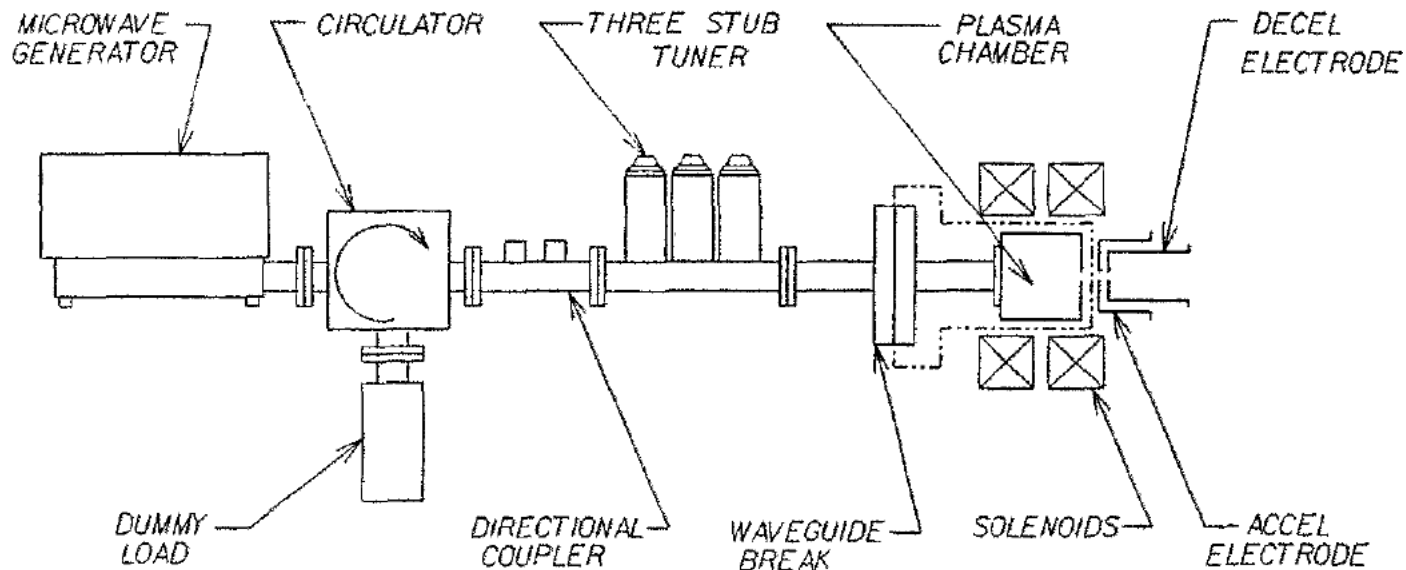 MICROWAVE
GENERATOR
CIRCULATOR
THREE STUB
TUNER
PLASMA
CHAMBER
DECEL
ELECTRODE
DUMMY
LOAD
DIRECTIONAL
COUPLER
WAVEGUIDE
BREAK
SOLENOIDS
ACCEL
ELECTRODE